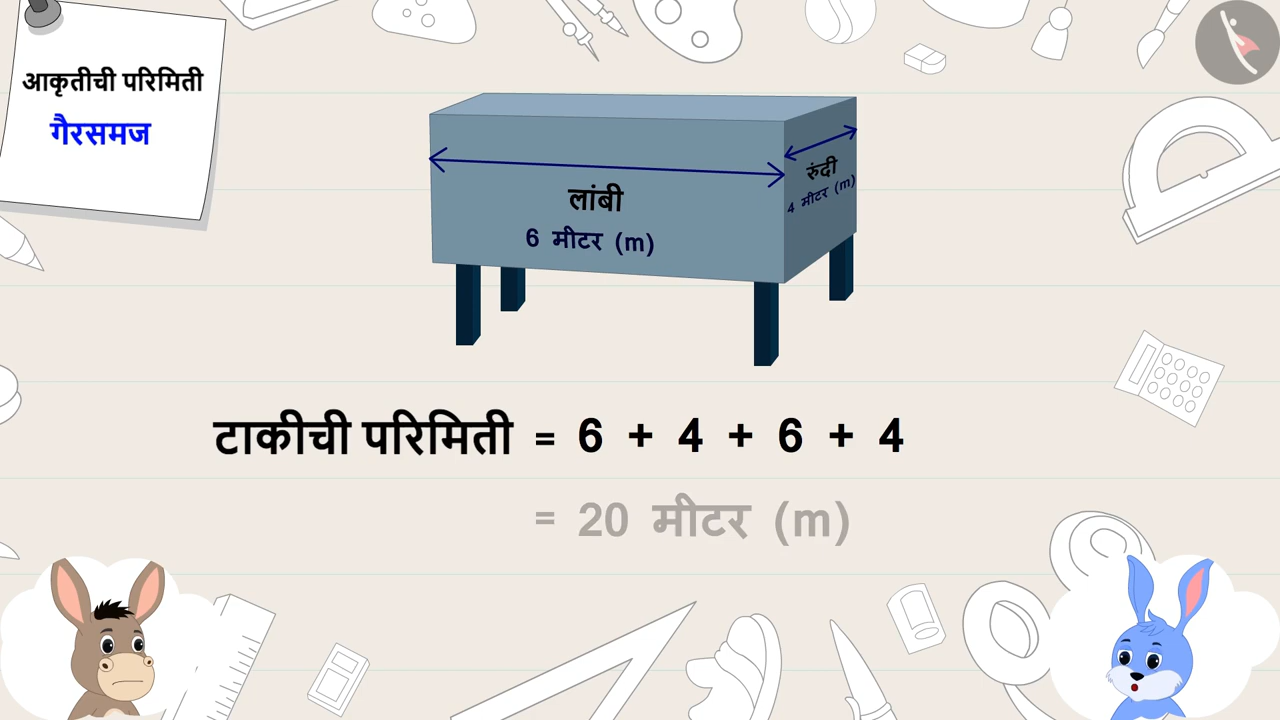 आकृतीची परिमिती
गैरसमज
लांबी
6 मीटर (m)
रुंदी
4 मीटर (m)
टाकीची परिमिती = 6 + 4 + 6 + 4
= 20 मीटर (m)